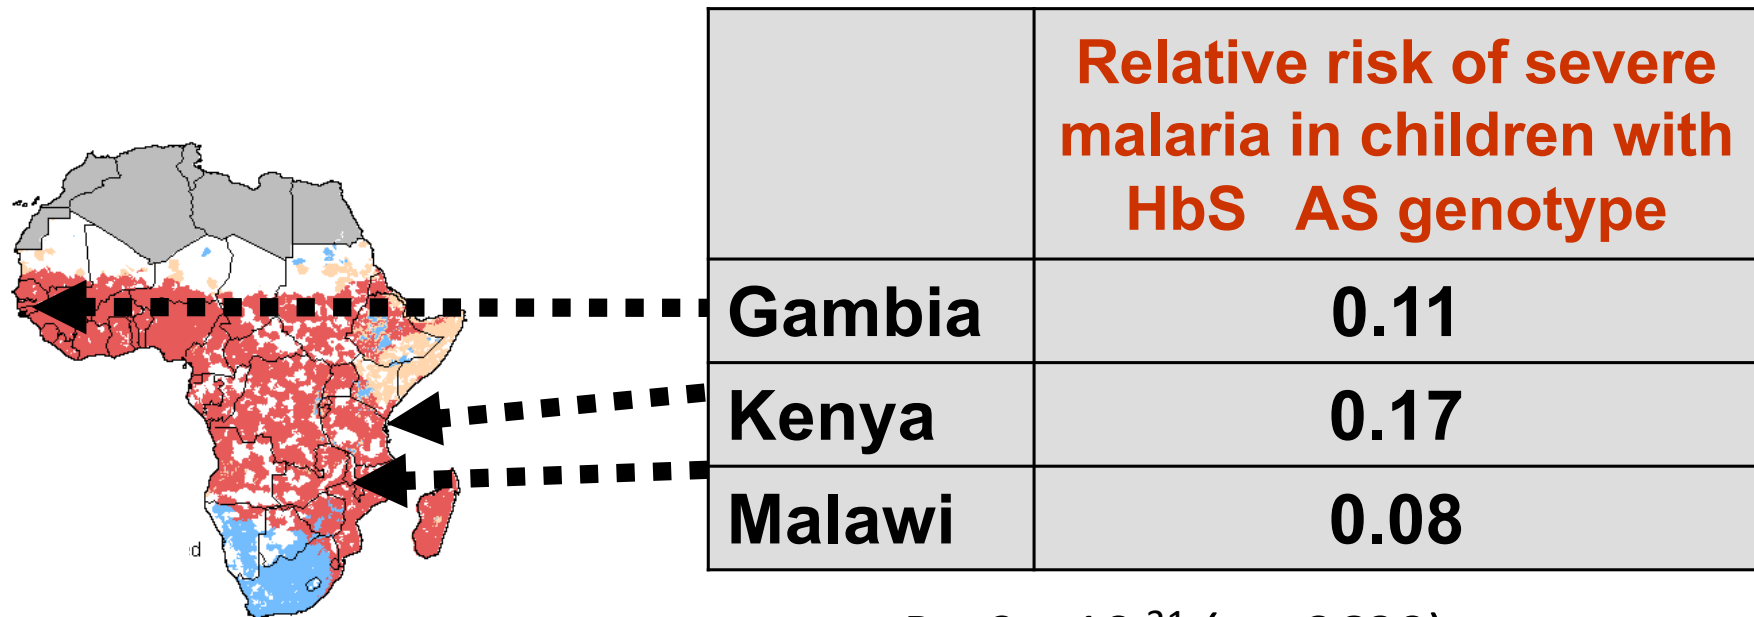 Relative risk of severe
malaria in children with
HbS AS genotype
Gambia 0.11
Kenya 0.17
Malawi 0.08
ed